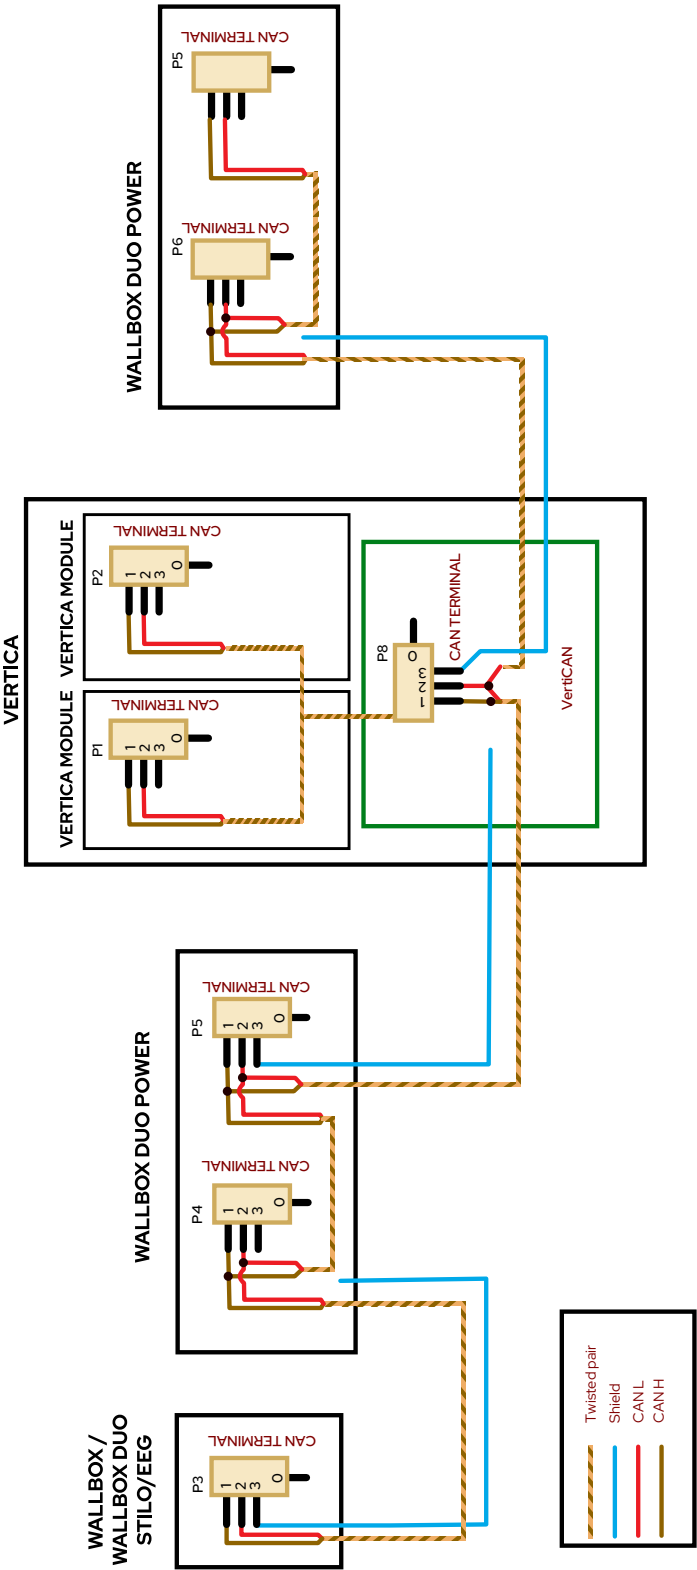 CAN TERMINAL
P5
WALLBOX DUO POWER
CAN TERMINAL
P6
VERTICA
VERTICA MODULE
CAN TERMINAL
P2
1
2
3
0
VERTICA MODULE
CAN TERMINAL
P1
1
2
3
0
P8
0
3
2
1
CAN TERMINAL
VertiCAN
WALLBOX DUO POWER
CAN TERMINAL
P5
1
2
3
0
CAN TERMINAL
P4
1
2
3
0
WALLBOX /
WALLBOX DUO
STILO/EEG
CAN TERMINAL
P3
1
2
3
0
Twisted pair
Shield
CAN L
CAN H